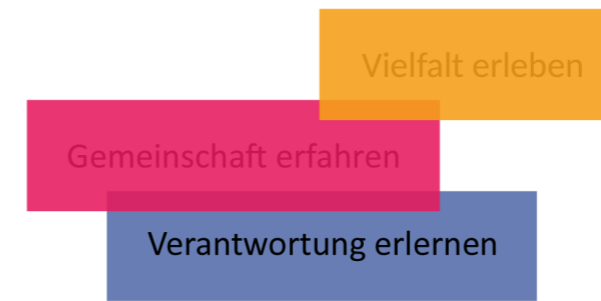 Vielfalt erleben
Gemeinschaft erfahren
Verantwortung erlernen